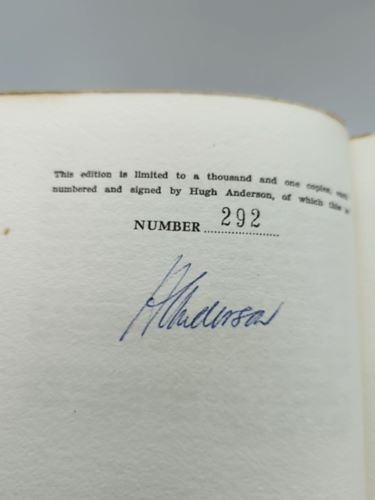 This edition is limited to a thousand and one copies,
numbered and signed by Hugh Anderson, of which this
NUMBER 292
H Anderson